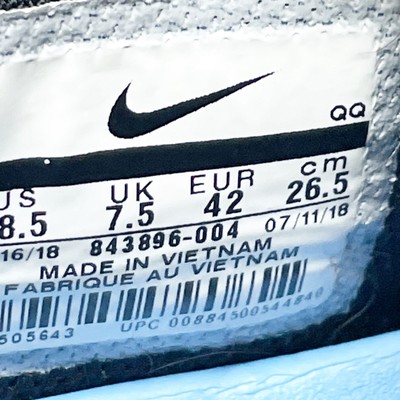 QQ
US UK EUR cm
8.5 7.5 42 26.5
16/18 843896-004 07/11/18
MADE IN VIETNAM
FABRIQUE AU VIETNAM
505643 UPC 00884500544840